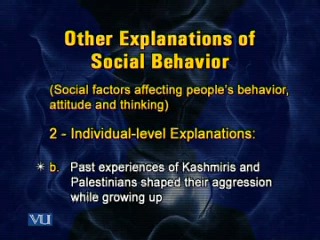 Other Explanations of
Social Behavior
(Social factors affecting people's behavior,
attitude and thinking)
2 - Individual-level Explanations:
✴ b. Past experiences of Kashmiris and
Palestinians shaped their aggression
while growing up
VU